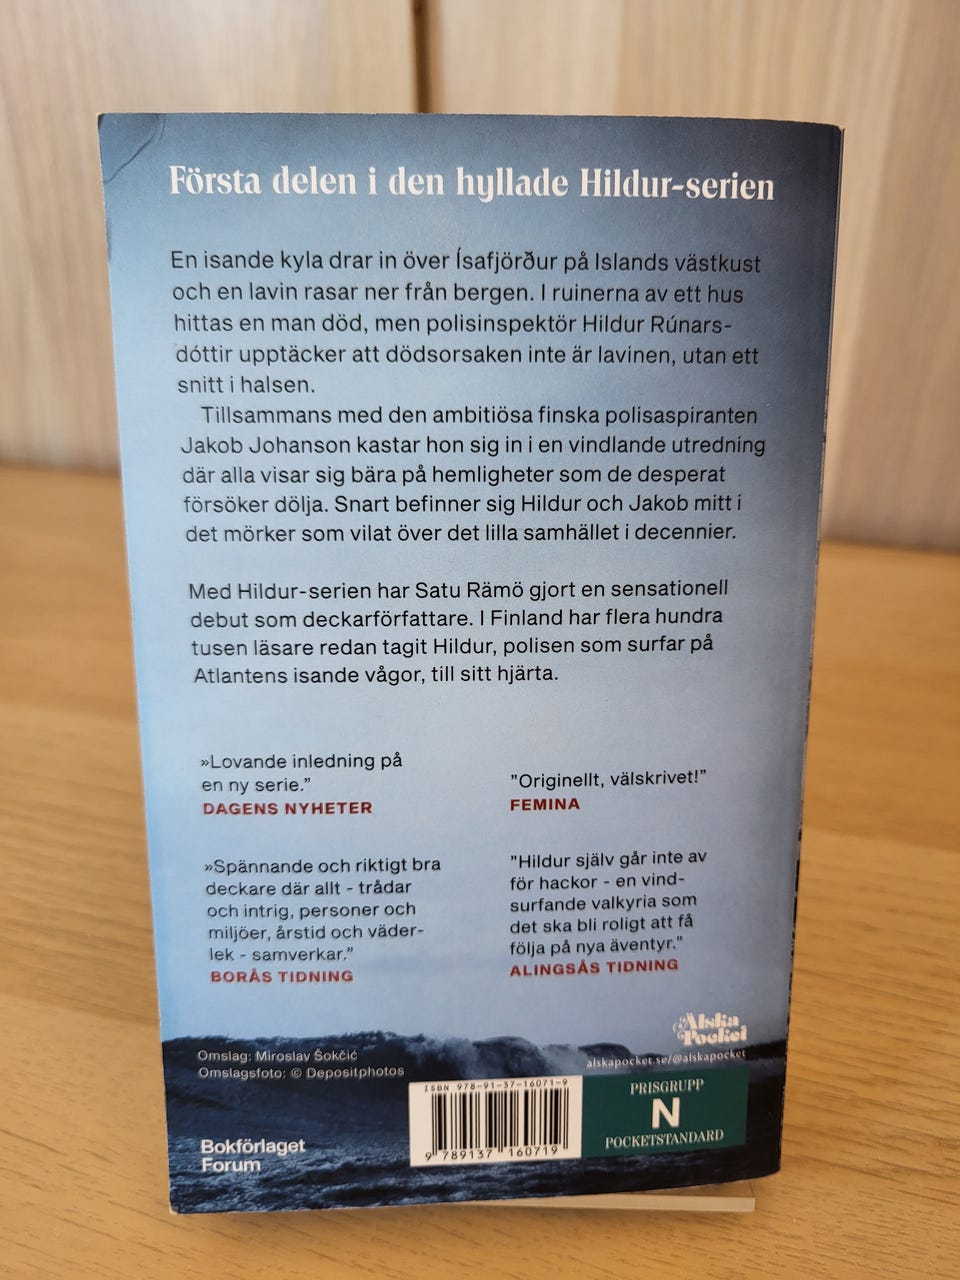 Första delen i den hyllade Hildur-serien
En isande kyla drar in över Ísafjörður på Islands västkust
och en lavin rasar ner från bergen. I ruinerna av ett hus
hittas en man död, men polisinspektör Hildur Rúnars-
dóttir upptäcker att dödsorsaken inte är lavinen, utan ett
snitt i halsen.
Tillsammans med den ambitiösa finska polisaspiranten
Jakob Johanson kastar hon sig in i en vindlande utredning
där alla visar sig bära på hemligheter som de desperat
försöker dölja. Snart befinner sig Hildur och Jakob mitt i
det mörker som vilat över det lilla samhället i decennier.
Med Hildur-serien har Satu Rämö gjort en sensationell
debut som deckarförfattare. I Finland har flera hundra
tusen läsare redan tagit Hildur, polisen som surfar på
Atlantens isande vågor, till sitt hjärta.
»Lovande inledning på
en ny serie.”
DAGENS NYHETER
»Spännande och riktigt bra
deckare där allt - trådar
och intrig, personer och
miljöer, årstid och väder-
lek - samverkar.”
BORÅS TIDNING
"Originellt, välskrivet!"
FEMINA
"Hildur själv går inte av
för hackor - en vind-
surfande valkyria som
det ska bli roligt att få
följa på nya äventyr."
ALINGSÅS TIDNING
Älska
Pocket
alskapocket.se/@alskapocket
Omslag: Miroslav Šokčić
Omslagsfoto: © Depositphotos
Bokförlaget
Forum
ISBN 978-91-37-16071-9
9 789137 160719
PRISGRUPP
N
POCKETSTANDARD